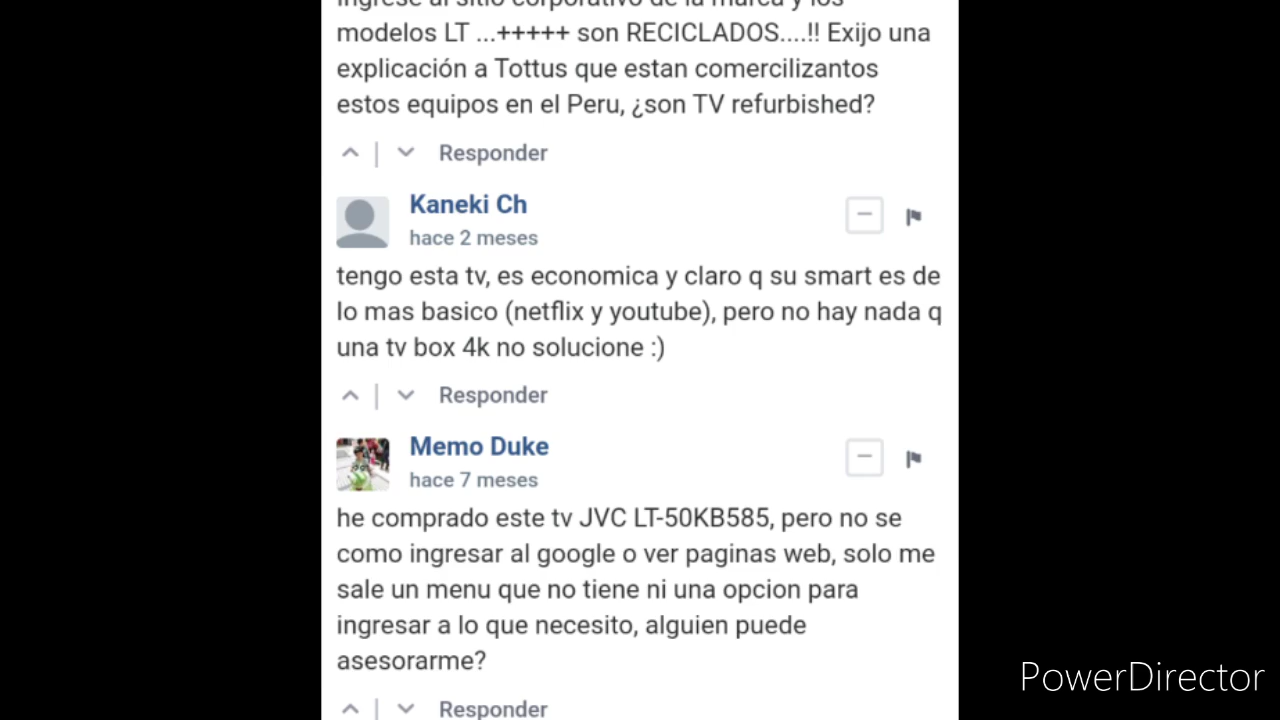 ingrese al sitio corporativo de la marca y los
modelos LT ...+++++ son RECICLADOS....!! Exijo una
explicación a Tottus que estan comercilizantos
estos equipos en el Peru, ¿son TV refurbished?
Responder
Kaneki Ch
hace 2 meses
tengo esta tv, es economica y claro q su smart es de
lo mas basico (netflix y youtube), pero no hay nada q
una tv box 4k no solucione :)
Responder
Memo Duke
hace 7 meses
he comprado este tv JVC LT-50KB585, pero no se
como ingresar al google o ver paginas web, solo me
sale un menu que no tiene ni una opcion para
ingresar a lo que necesito, alguien puede
asesorarme?
Responder
PowerDirector